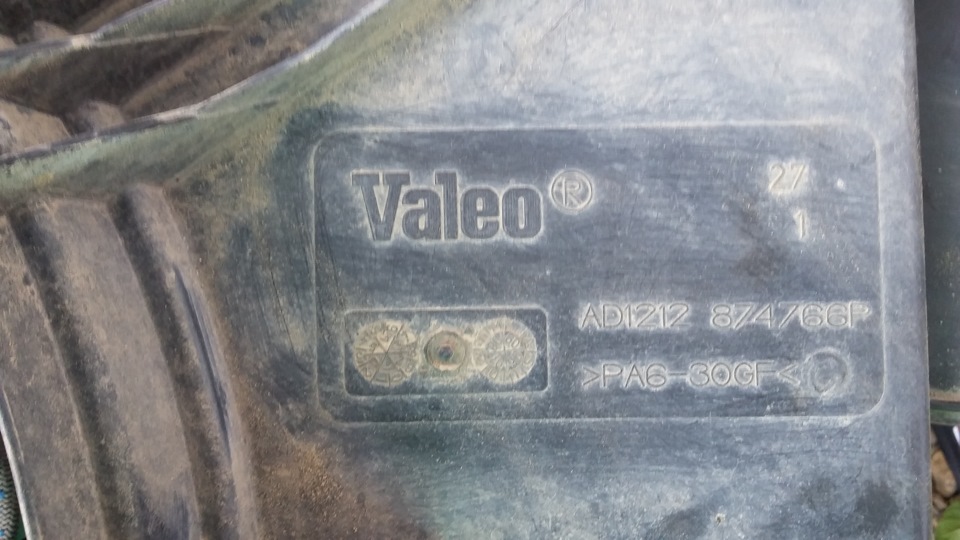 Valeo®
27
1
AD1212 874766P
>PA6-30GF<